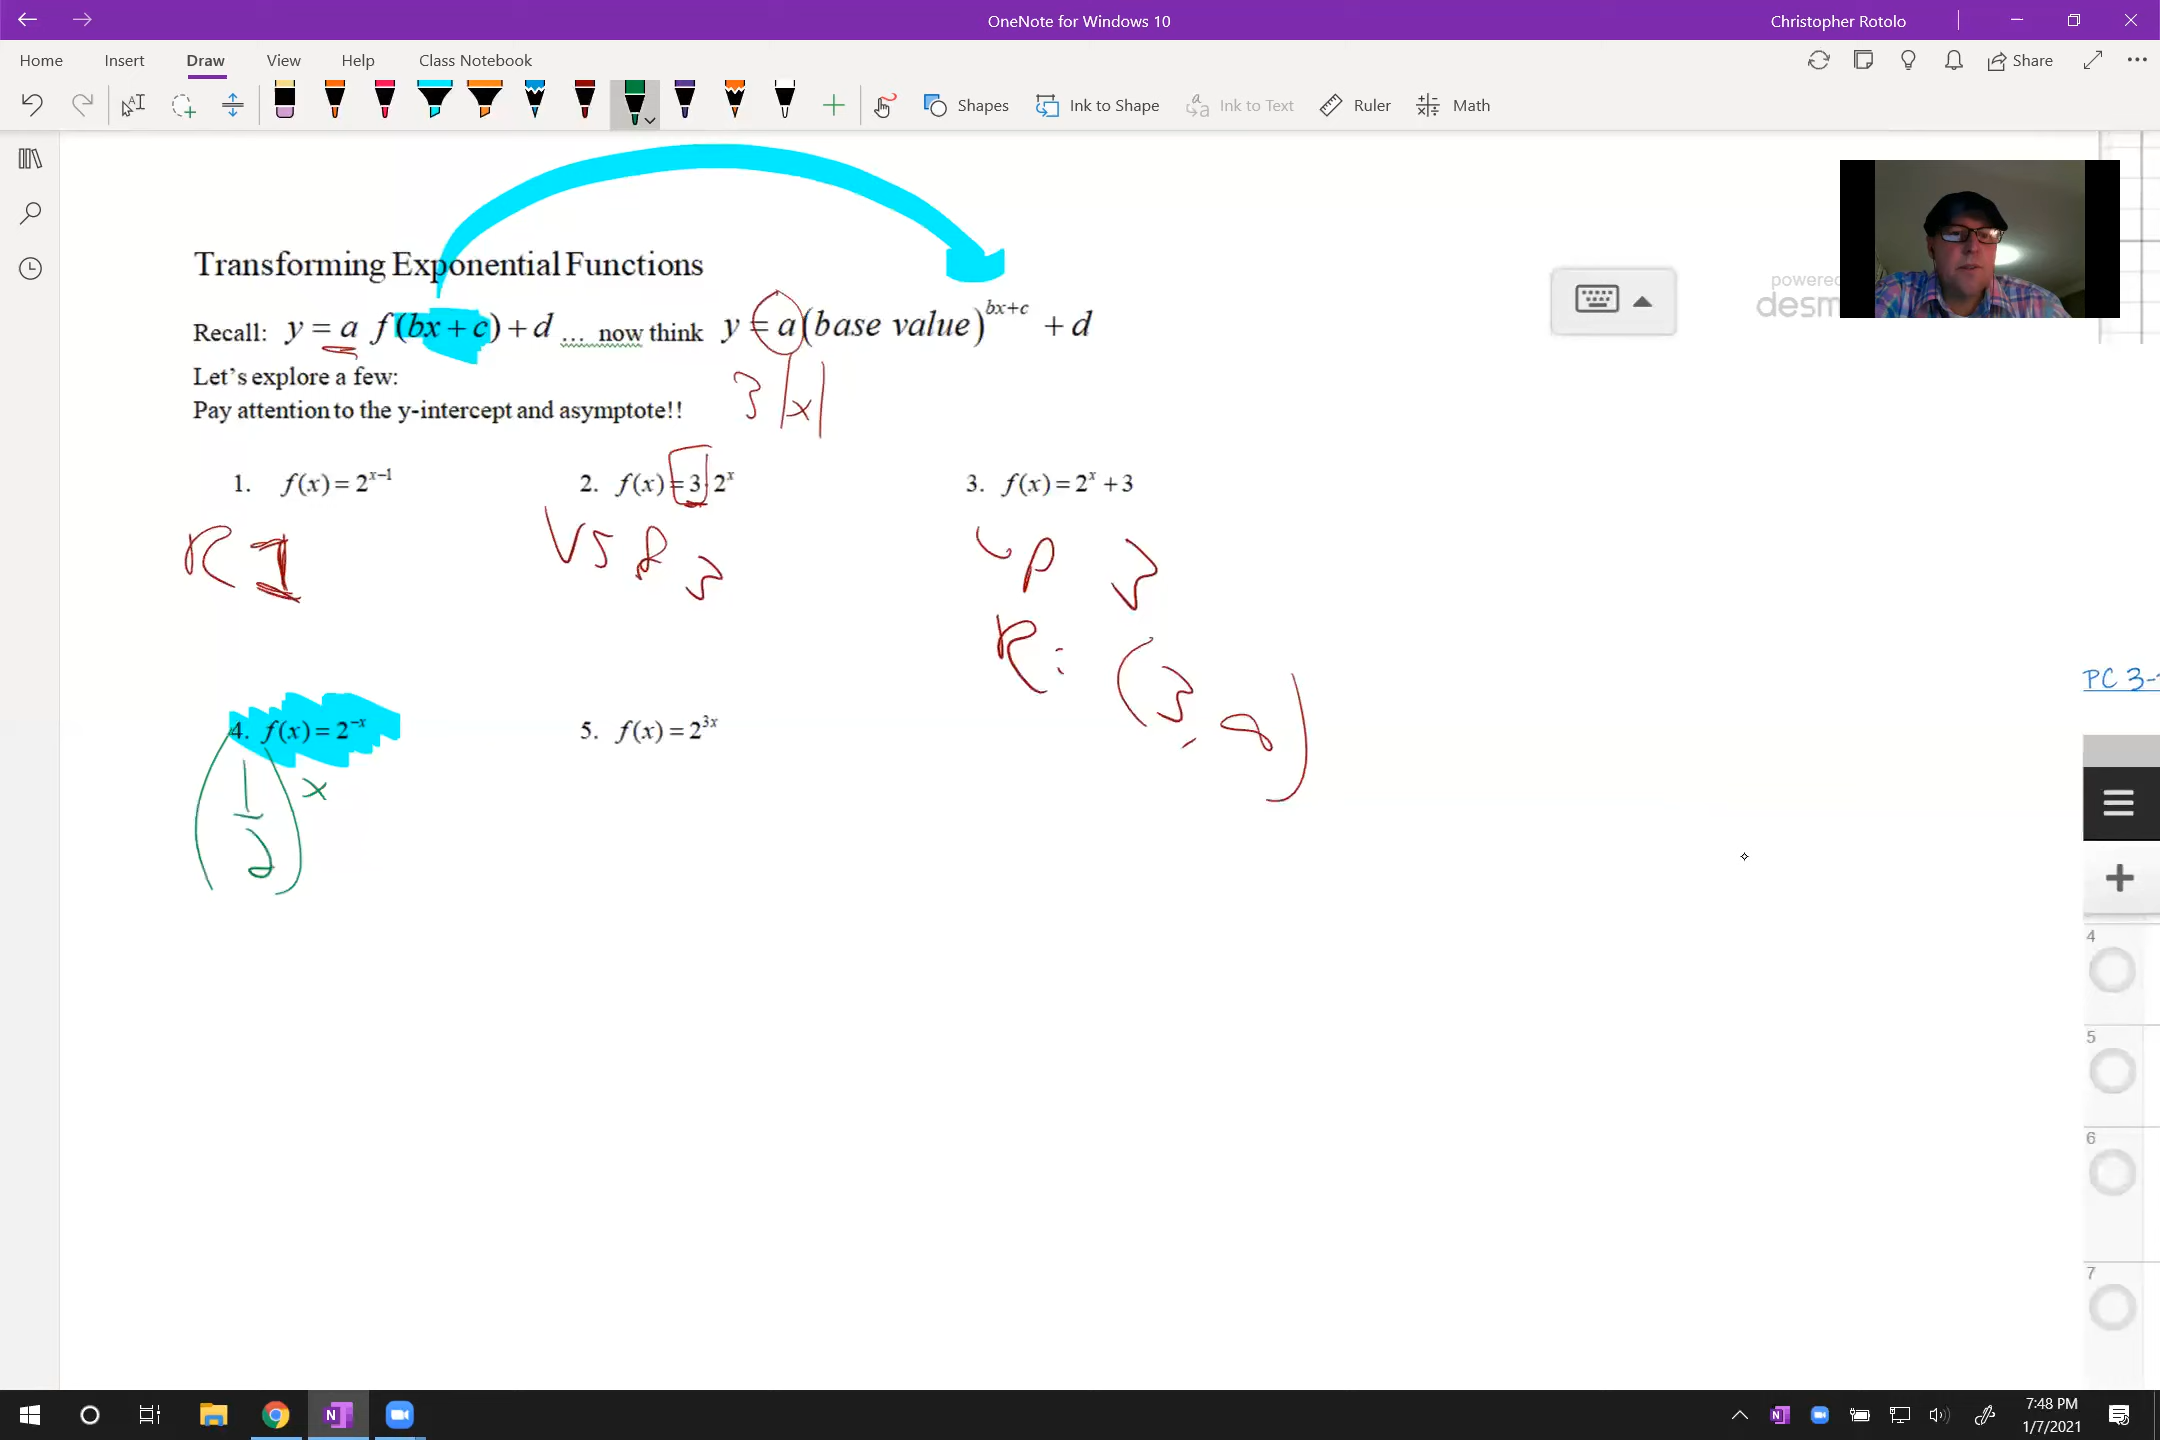 OneNote for Windows 10
Christopher Rotolo
Home Insert Draw View Help Class Notebook
Share
Shapes Ink to Shape Ink to Text Ruler Math
Transforming Exponential Functions
Recall: y = a f(bx + c) + d ... now think y = a(base value)^{bx+c} + d
Let's explore a few:
Pay attention to the y-intercept and asymptote!!
3 |x|
1. f(x) = 2^{x-1}
2. f(x) = 3 · 2^x
3. f(x) = 2^x + 3
R 1
VS 3
up 3
R: (3, ∞)
4. f(x) = 2^{-x}
5. f(x) = 2^{3x}
(1/2)^x
powered
desm
PC 3-
4
5
6
7
7:48 PM
1/7/2021